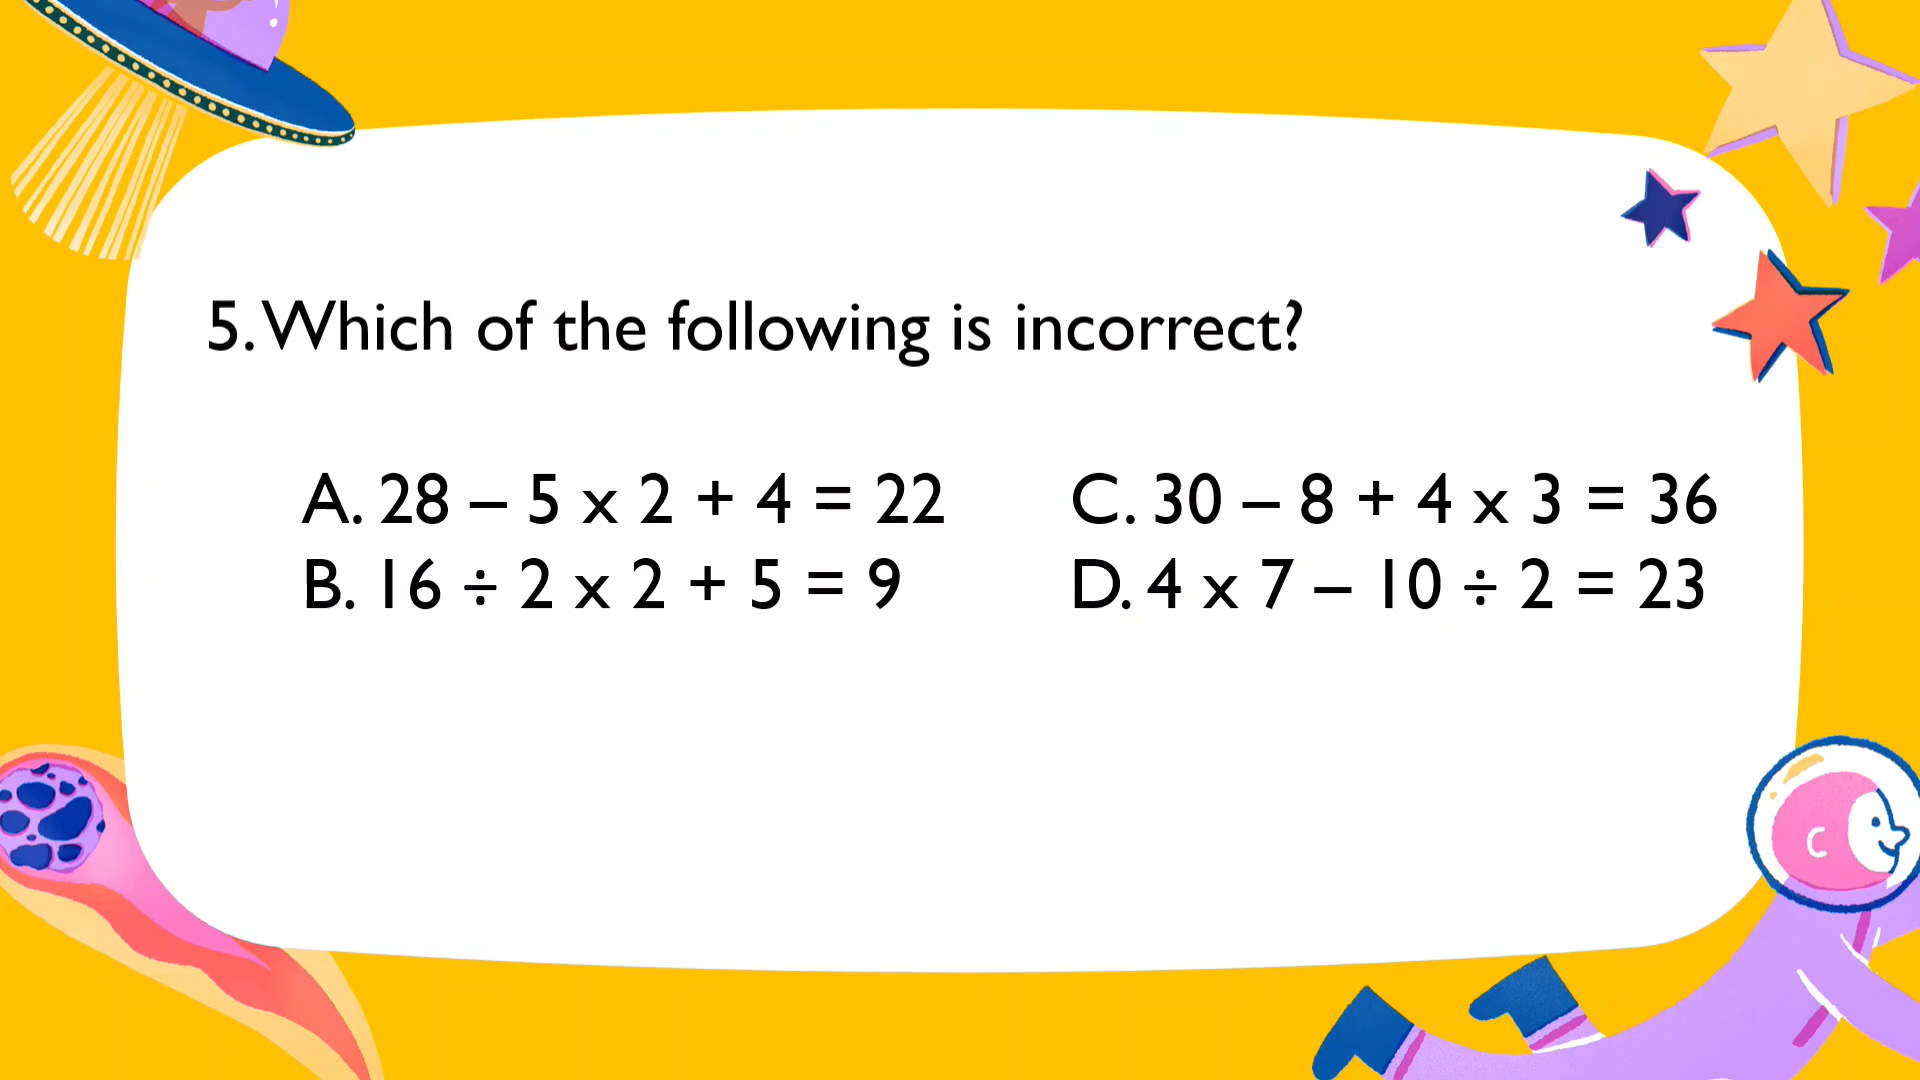 5. Which of the following is incorrect?
A. 28 – 5 x 2 + 4 = 22
B. 16 ÷ 2 x 2 + 5 = 9
C. 30 – 8 + 4 x 3 = 36
D. 4 x 7 – 10 ÷ 2 = 23